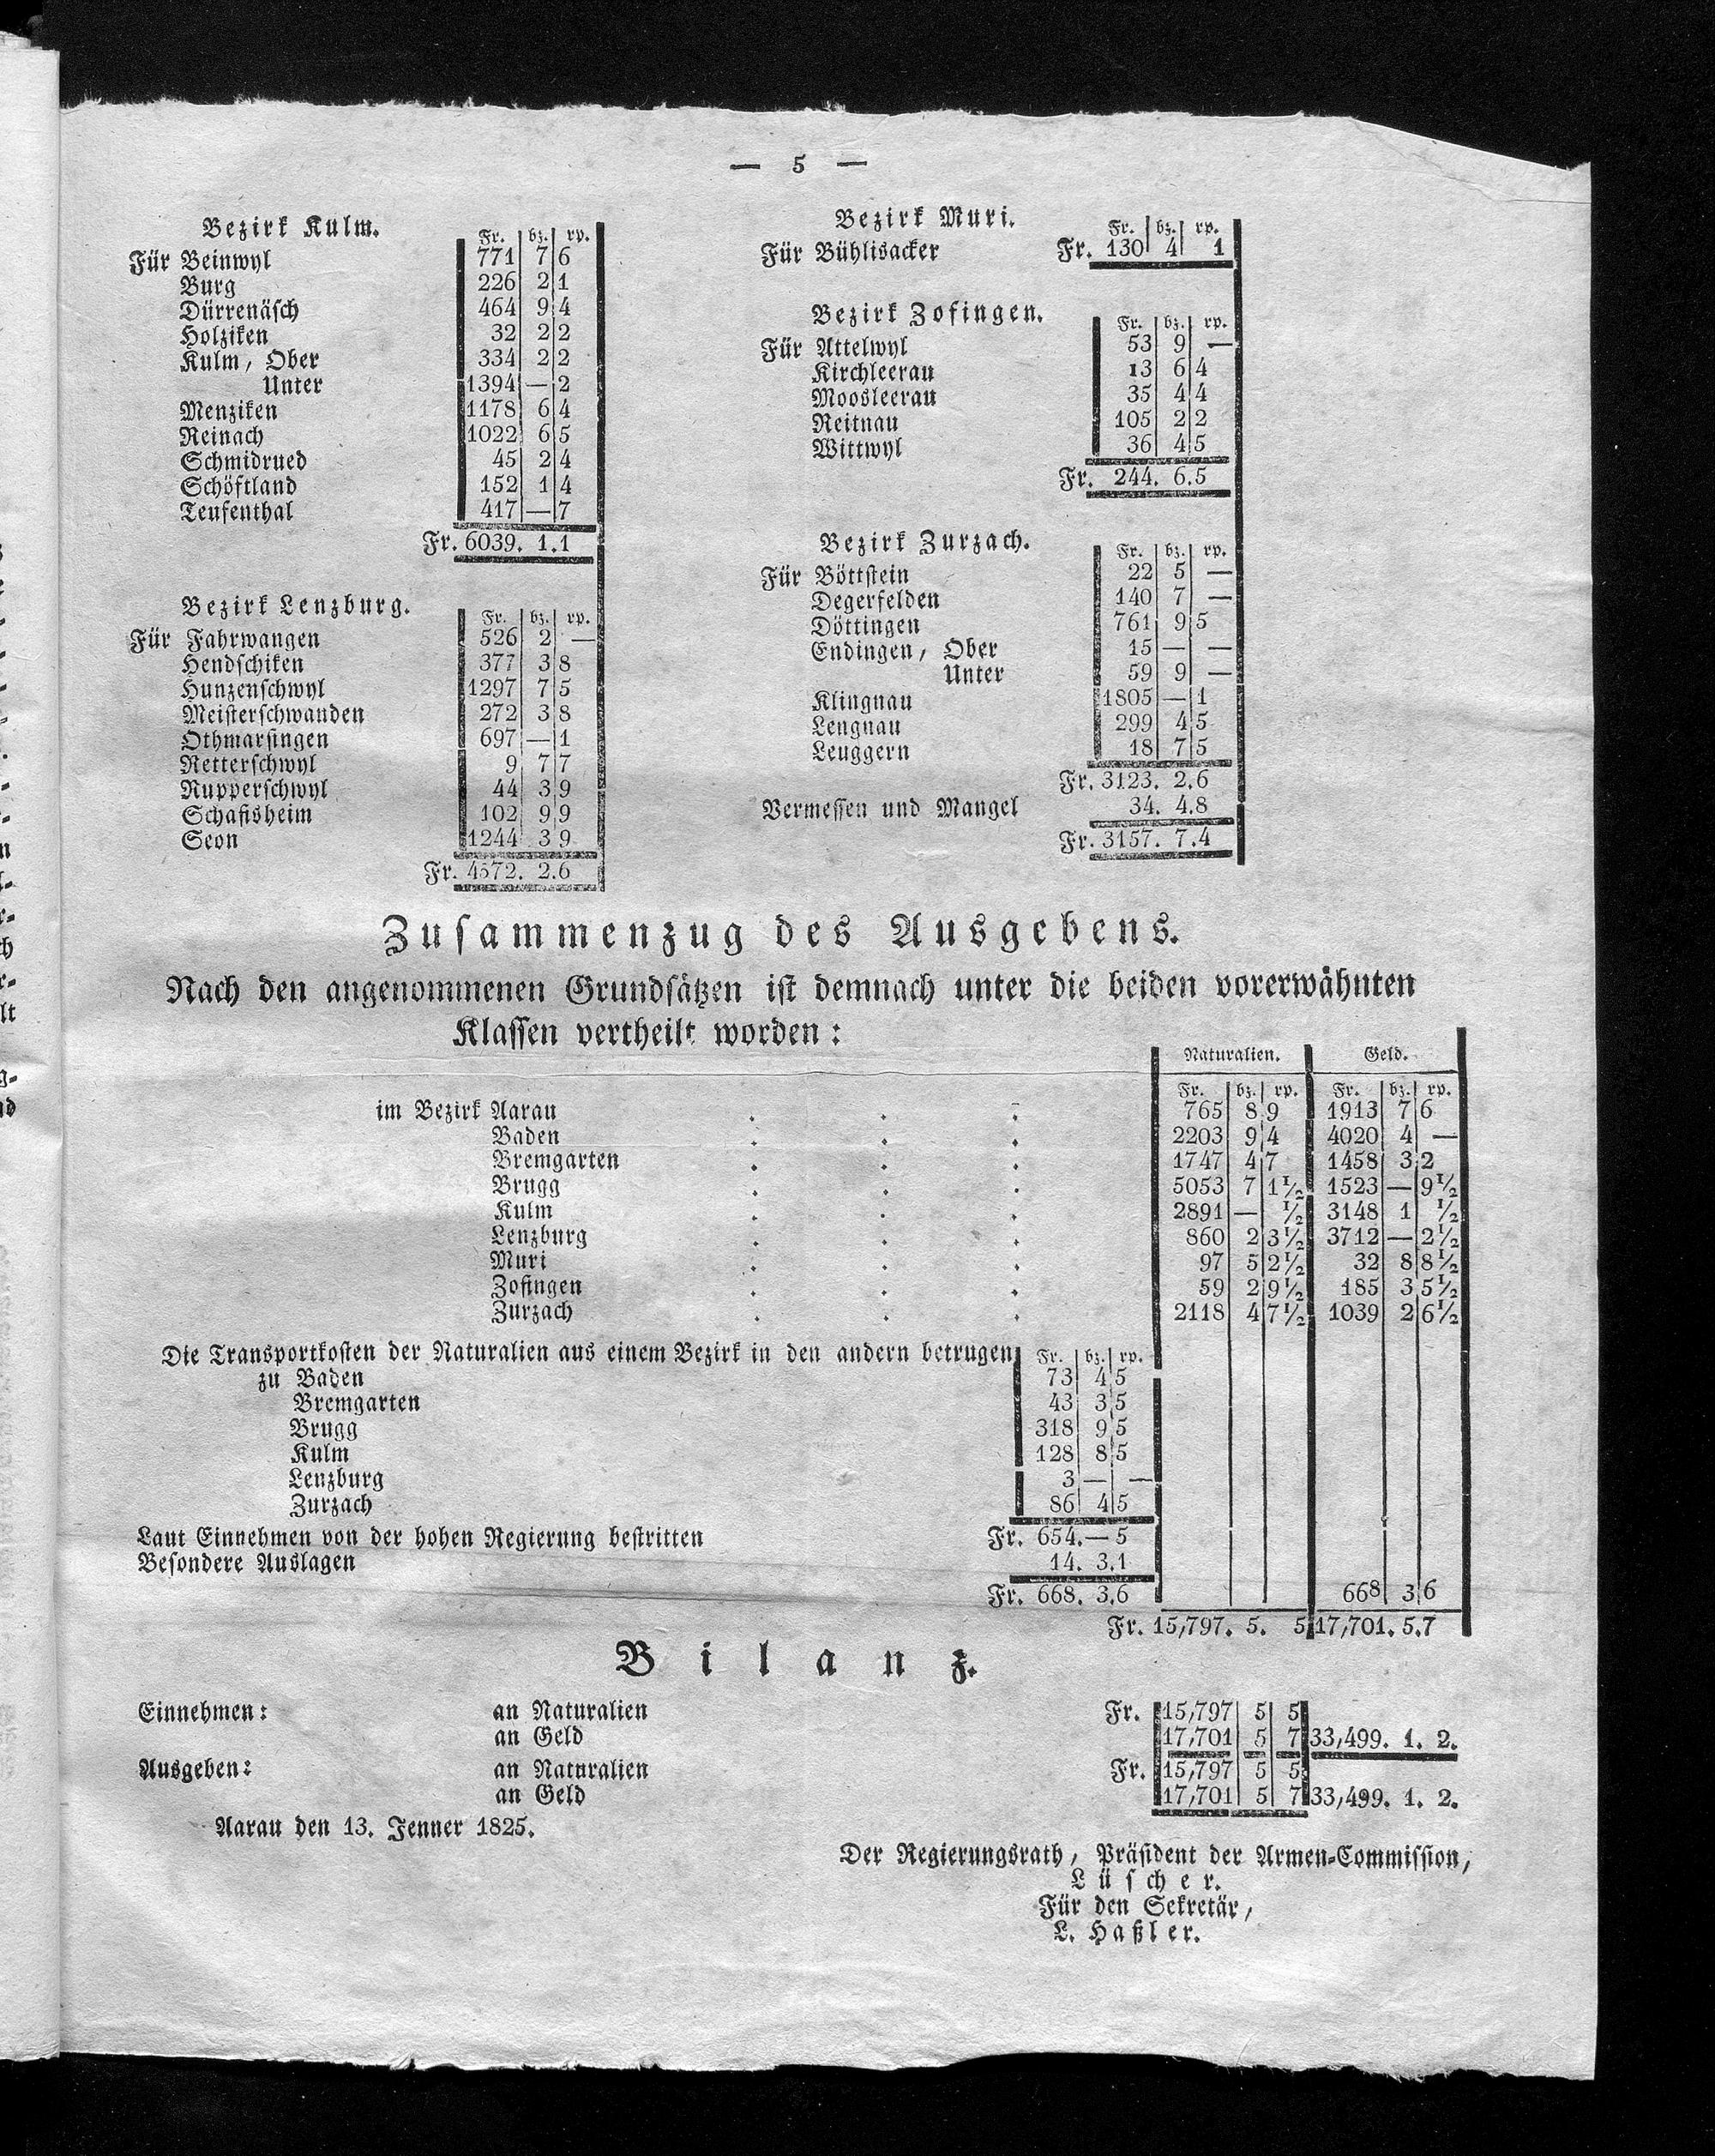 — 5 —
Bezirk Kulm.
Fr. bz. rp.
Für Beinwyl 771 7 6
Burg 226 2 1
Dürrenäsch 464 9 4
Holziken 32 2 2
Kulm, Ober 334 2 2
Unter 1394 — 2
Menziken 1178 6 4
Reinach 1022 6 5
Schmidrued 45 2 4
Schöftland 152 1 4
Teufenthal 417 — 7
Fr. 6039. 1.1
Bezirk Lenzburg.
Fr. bz. rp.
Für Fahrwangen 526 2 —
Hendschiken 377 3 8
Hunzenschwyl 1297 7 5
Meisterschwanden 272 3 8
Othmarsingen 697 — 1
Retterschwyl 9 7 7
Rupperschwyl 44 3 9
Schafisheim 102 9 9
Seon 1244 3 9
Fr. 4572. 2.6
Bezirk Muri.
Fr. bz. rp.
Für Bühlisacker Fr. 130 4 1
Bezirk Zofingen.
Fr. bz. rp.
Für Attelwyl 53 9 —
Kirchleerau 13 6 4
Moosleerau 35 4 4
Reitnau 105 2 2
Wittwyl 36 4 5
Fr. 244. 6.5
Bezirk Zurzach.
Fr. bz. rp.
Für Böttstein 22 5 —
Degerfelden 140 7 —
Döttingen 761 9 5
Endingen, Ober 15 — —
Unter 59 9 —
Klingnau 1805 — 1
Lengnau 299 4 5
Leuggern 18 7 5
Fr. 3123. 2.6
Vermessen und Mangel 34. 4.8
Fr. 3157. 7.4
Zusammenzug des Ausgebens.
Nach den angenommenen Grundsätzen ist demnach unter die beiden vorerwähnten
Klassen vertheilt worden:
Naturalien. Geld.
Fr. bz. rp. Fr. bz. rp.
im Bezirk Aarau . . . 765 8 9 1913 7 6
Baden . . . 2203 9 4 4020 4 —
Bremgarten . . . 1747 4 7 1458 3 2
Brugg . . . 5053 7 1½ 1523 — 9½
Kulm . . . 2891 — ½ 3148 1 ½
Lenzburg . . . 860 2 3½ 3712 — 2½
Muri . . . 97 5 2½ 32 8 8½
Zofingen . . . 59 2 9½ 185 3 5½
Zurzach . . . 2118 4 7½ 1039 2 6½
Die Transportkosten der Naturalien aus einem Bezirk in den andern betrugen Fr. bz. rp.
zu Baden 73 4 5
Bremgarten 43 3 5
Brugg 318 9 5
Kulm 128 8 5
Lenzburg 3 — —
Zurzach 86 4 5
Laut Einnehmen von der hohen Regierung bestritten Fr. 654. — 5
Besondere Auslagen 14. 3.1
Fr. 668. 3.6 668 3 6
Fr. 15,797. 5. 5 17,701. 5.7
Bilanz.
Einnehmen: an Naturalien Fr. 15,797 5 5
an Geld 17,701 5 7 33,499. 1. 2.
Ausgeben: an Naturalien Fr. 15,797 5 5
an Geld 17,701 5 7 33,499. 1. 2.
Aarau den 13. Jenner 1825.
Der Regierungsrath, Präsident der Armen-Commission,
Lüscher.
Für den Sekretär,
L. Haßler.